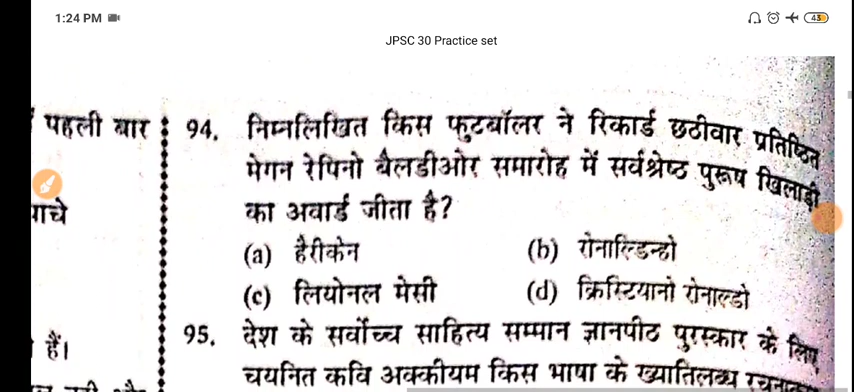 1:24 PM
43
JPSC 30 Practice set
पहली बार
94. निम्नलिखित किस फुटबॉलर ने रिकार्ड छठीवार प्रतिष्ठित
मेगन रेपिनो बैलडीओर समारोह में सर्वश्रेष्ठ पुरूष खिलाड़ी
का अवार्ड जीता है?
(a) हैरीकेन (b) रोनाल्डिन्हो
(c) लियोनल मेसी (d) क्रिस्टियानो रोनाल्डो
हैं।
95. देश के सर्वोच्च साहित्य सम्मान ज्ञानपीठ पुरस्कार के लिए
चयनित कवि अक्कीयम किस भाषा के ख्यातिलब्ध